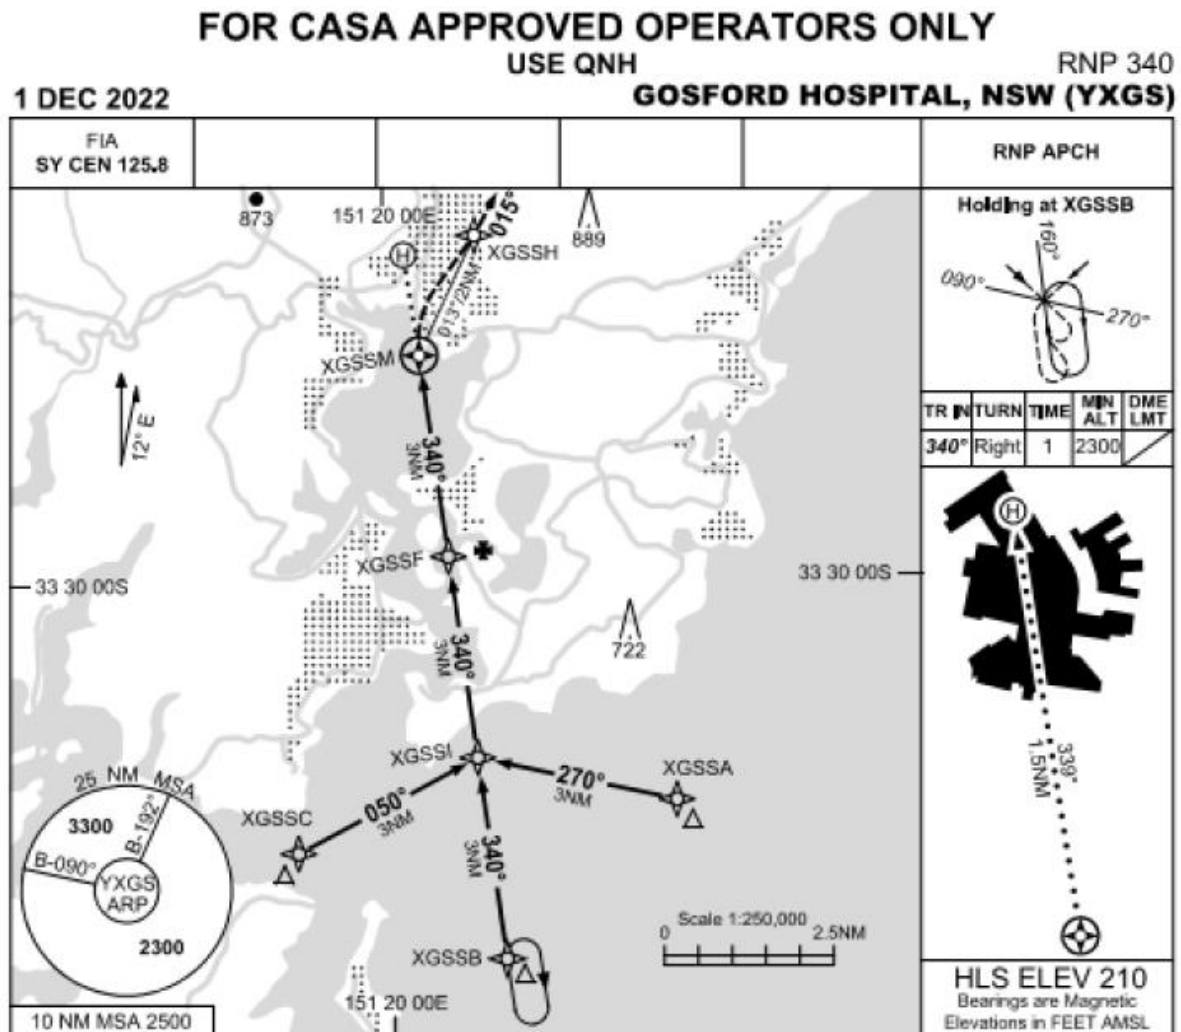 FOR CASA APPROVED OPERATORS ONLY
USE QNH
RNP 340
1 DEC 2022
GOSFORD HOSPITAL, NSW (YXGS)
FIA
SY CEN 125.8
RNP APCH
873
151 20 00E
015°
889
XGSSH
H
013°/2NM
XGSSM
12° E
340°
3NM
XGSSF
33 30 00S
33 30 00S
340°
3NM
722
XGSSI
270°
3NM
XGSSA
050°
3NM
XGSSC
340°
3NM
XGSSB
25 NM MSA
3300
B-192°
B-090°
YXGS
ARP
2300
10 NM MSA 2500
151 20 00E
Scale 1:250,000
0
2.5NM
Holding at XGSSB
160°
090°
270°
TR IN TURN TIME MIN ALT DME LMT
340° Right 1 2300
H
339°
1.5NM
HLS ELEV 210
Bearings are Magnetic
Elevations in FEET AMSL